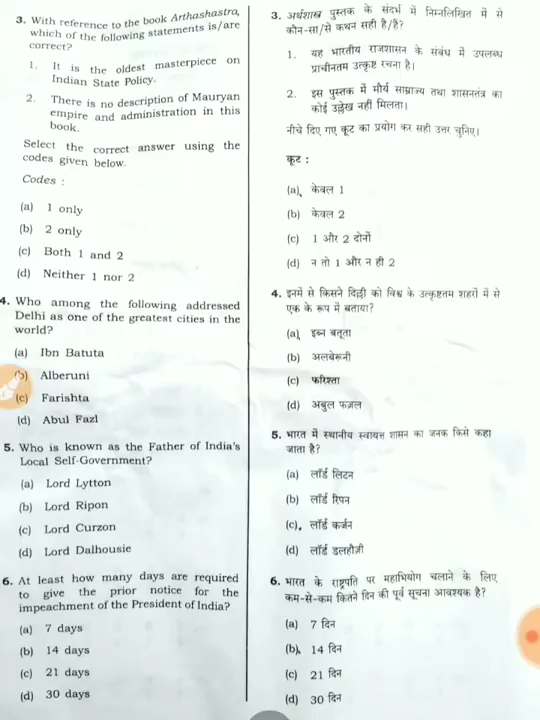 3. With reference to the book Arthashastra,
which of the following statements is/are
correct?
1. It is the oldest masterpiece on
Indian State Policy.
2. There is no description of Mauryan
empire and administration in this
book.
Select the correct answer using the
codes given below.
Codes :
(a) 1 only
(b) 2 only
(c) Both 1 and 2
(d) Neither 1 nor 2
4. Who among the following addressed
Delhi as one of the greatest cities in the
world?
(a) Ibn Batuta
(b) Alberuni
(c) Farishta
(d) Abul Fazl
5. Who is known as the Father of India's
Local Self-Government?
(a) Lord Lytton
(b) Lord Ripon
(c) Lord Curzon
(d) Lord Dalhousie
6. At least how many days are required
to give the prior notice for the
impeachment of the President of India?
(a) 7 days
(b) 14 days
(c) 21 days
(d) 30 days
3. अर्थशास्त्र पुस्तक के संदर्भ में निम्नलिखित में से
कौन-सा/से कथन सही है/हैं?
1. यह भारतीय राजशासन के संबंध में उपलब्ध
प्राचीनतम उत्कृष्ट रचना है।
2. इस पुस्तक में मौर्य साम्राज्य तथा शासनतंत्र का
कोई उल्लेख नहीं मिलता।
नीचे दिए गए कूट का प्रयोग कर सही उत्तर चुनिए।
कूट :
(a) केवल 1
(b) केवल 2
(c) 1 और 2 दोनों
(d) न तो 1 और न ही 2
4. इनमें से किसने दिल्ली को विश्व के उत्कृष्टतम शहरों में से
एक के रूप में बताया?
(a) इब्न बतूता
(b) अलबेरूनी
(c) फरिश्ता
(d) अबुल फज़ल
5. भारत में स्थानीय स्वायत्त शासन का जनक किसे कहा
जाता है?
(a) लॉर्ड लिटन
(b) लॉर्ड रिपन
(c) लॉर्ड कर्जन
(d) लॉर्ड डलहौज़ी
6. भारत के राष्ट्रपति पर महाभियोग चलाने के लिए
कम-से-कम कितने दिन की पूर्व सूचना आवश्यक है?
(a) 7 दिन
(b) 14 दिन
(c) 21 दिन
(d) 30 दिन